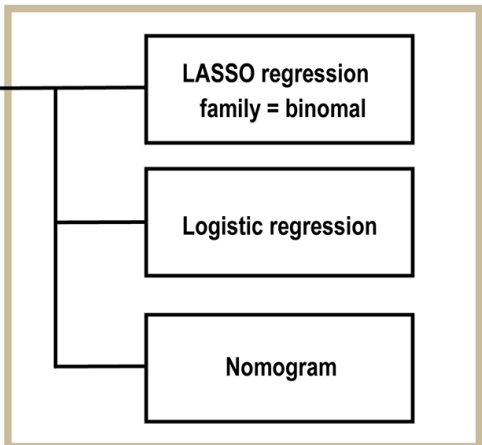 LASSO regression
family = binomal
Logistic regression
Nomogram